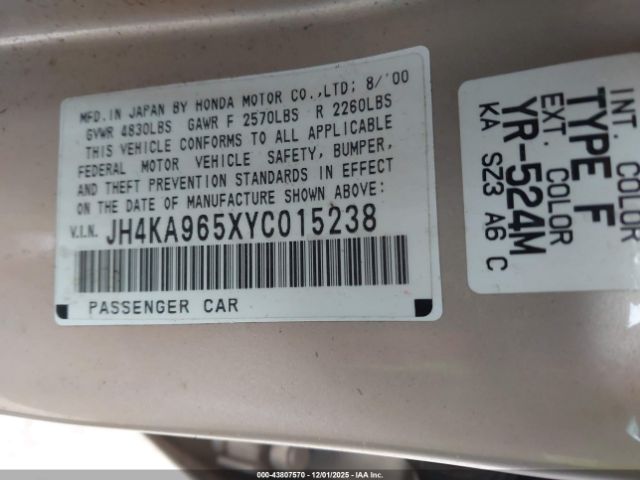 MFD.IN JAPAN BY HONDA MOTOR CO.,LTD; 8/'00
GVWR 4830LBS GAWR F 2570LBS R 2260LBS
THIS VEHICLE CONFORMS TO ALL APPLICABLE
FEDERAL MOTOR VEHICLE SAFETY, BUMPER,
AND THEFT PREVENTION STANDARDS IN EFFECT
ON THE DATE OF MANUFACTURE SHOWN ABOVE:
V.I.N. JH4KA965XYC015238
PASSENGER CAR
KA SZ3 A6 C
EXT. COLOR
YR-524M
INT. COLOR
TYPE F
IAA 00-43807570 - 12/01/2025 - IAA Inc.